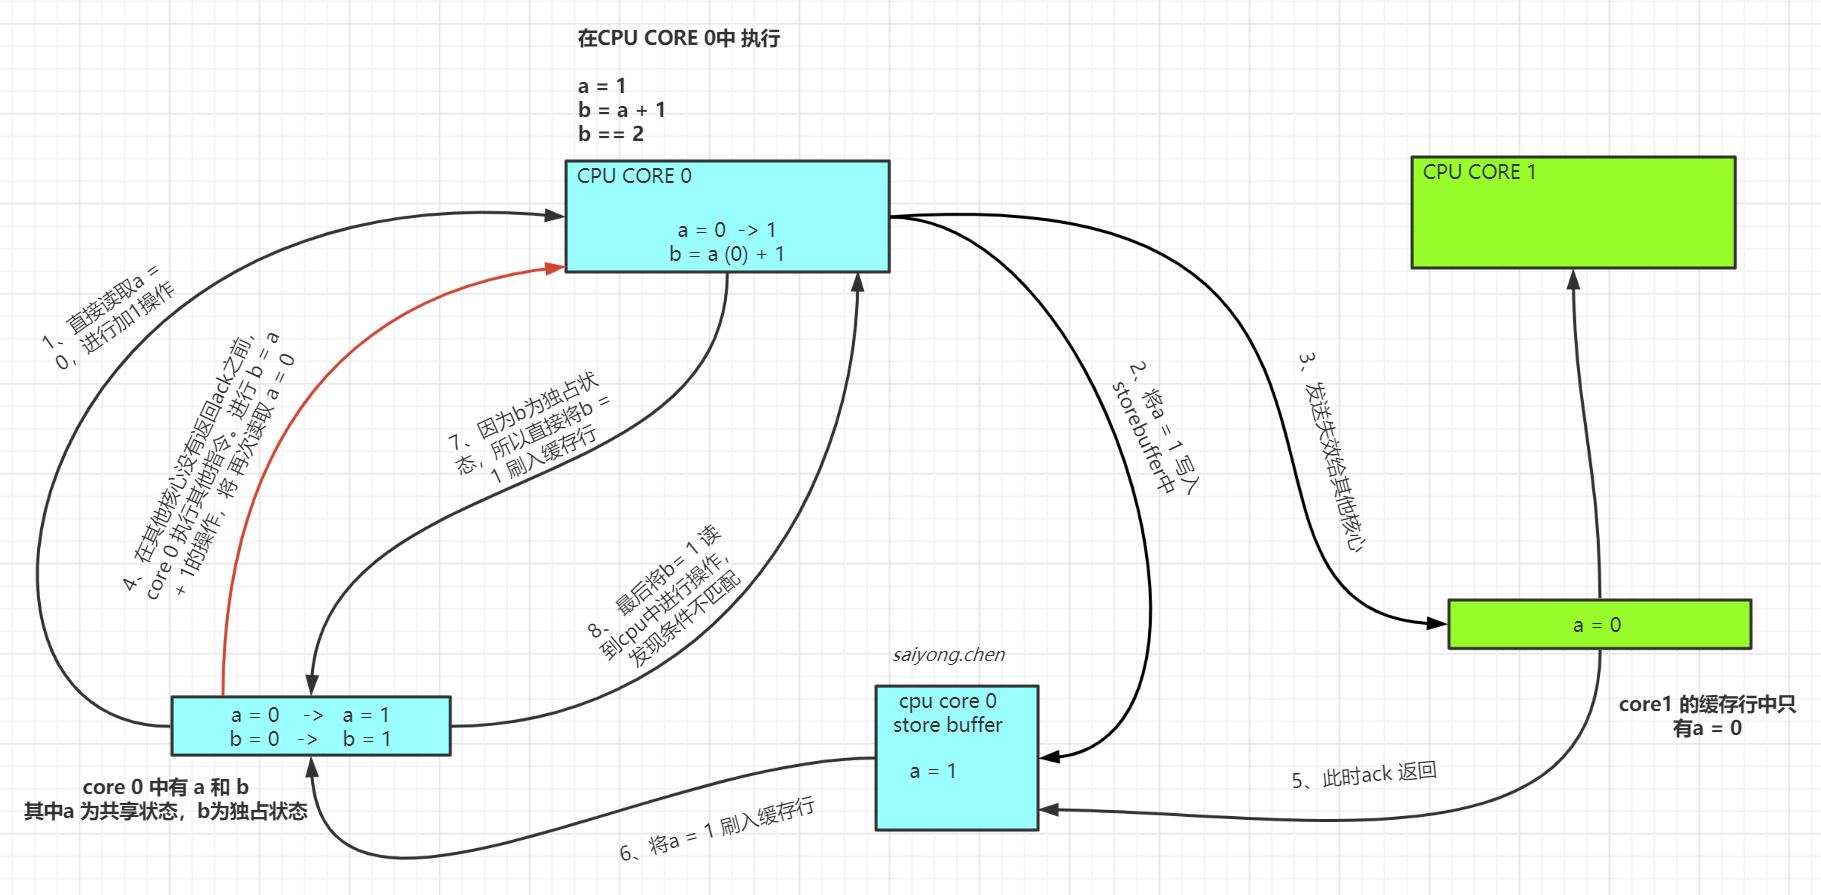 在CPU CORE 0中 执行
a = 1
b = a + 1
b == 2
CPU CORE 0
a = 0 -> 1
b = a (0) + 1
CPU CORE 1
1、直接读取a =
0，进行加1操作
4、在其他核心没有返回ack之前，
core 0 执行其他指令。进行 b = a
+ 1的操作，将 再次读取 a = 0
7、因为b为独占状
态，所以直接将b =
1 刷入缓存行
8、 最后将b= 1 读
到cpu中进行操作，
发现条件不匹配
2、将a = 1 写入
storebuffer中
3、发送失效给其他核心
a = 0
saiyong.chen
cpu core 0
store buffer
a = 1
a = 0 -> a = 1
b = 0 -> b = 1
core 0 中有 a 和 b
其中a 为共享状态，b为独占状态
core1 的缓存行中只
有a = 0
5、此时ack 返回
6、将a = 1 刷入缓存行